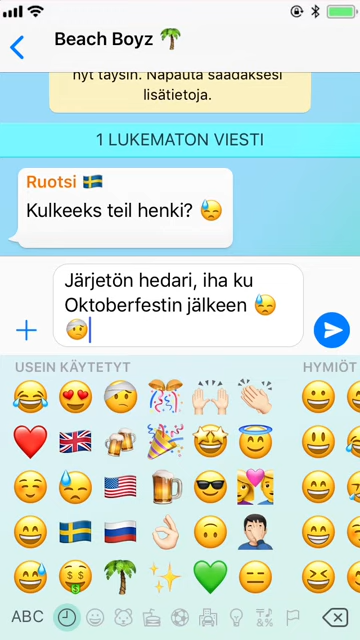 Beach Boyz 🌴
nyt täysin. Napauta saadaksesi
lisätietoja.
1 LUKEMATON VIESTI
Ruotsi 🇸🇪
Kulkeeks teil henki? 😓
Järjetön hedari, iha ku
Oktoberfestin jälkeen 😓
🤕
USEIN KÄYTETYT
HYMIÖT
ABC